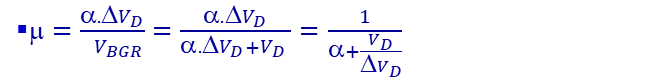 ▪μ = α.ΔV_D / V_BGR = α.ΔV_D / α.ΔV_D+V_D = 1 / α+V_D/ΔV_D